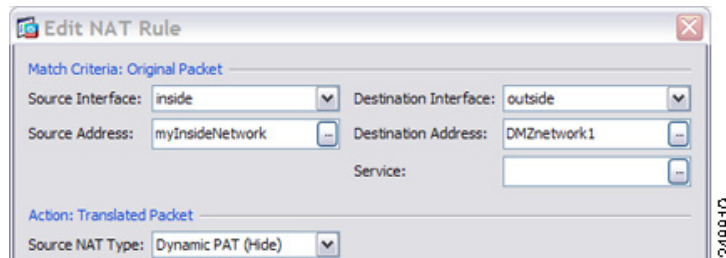 Edit NAT Rule
Match Criteria: Original Packet
Source Interface: inside Destination Interface: outside
Source Address: myInsideNetwork ... Destination Address: DMZnetwork1 ...
Service: ...
Action: Translated Packet
Source NAT Type: Dynamic PAT (Hide)